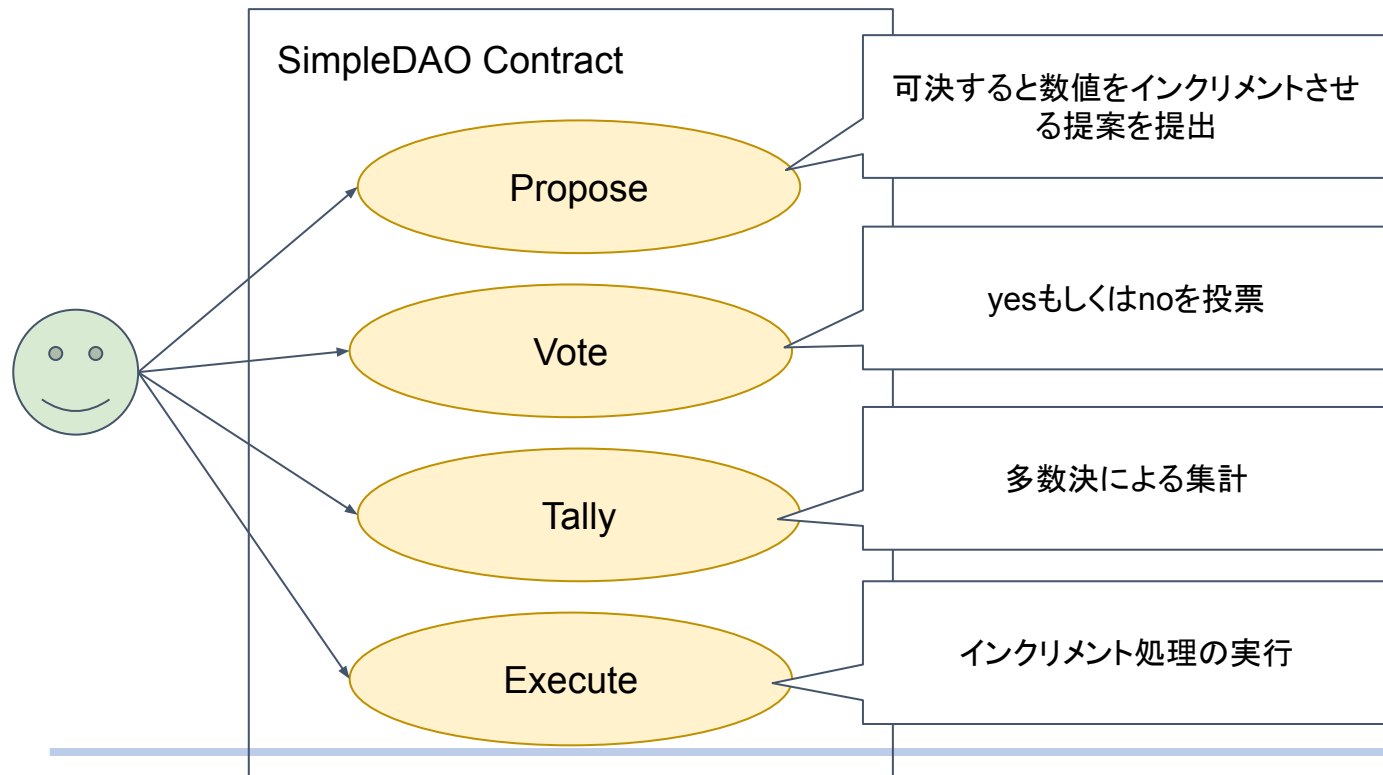 SimpleDAO Contract
可決すると数値をインクリメントさせ
る提案を提出
Propose
yesもしくはnoを投票
Vote
多数決による集計
Tally
インクリメント処理の実行
Execute